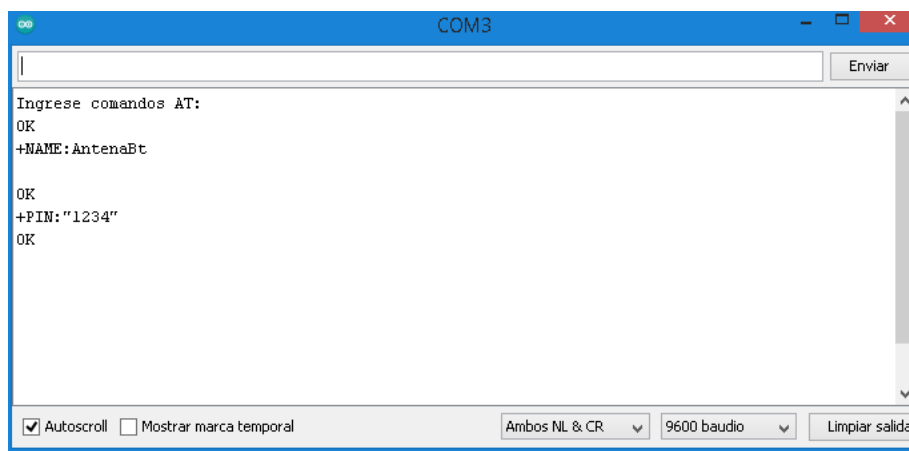 COM3
Enviar
Ingrese comandos AT:
OK
+NAME:AntenaBt
OK
+PIN:"1234"
OK
Autoscroll Mostrar marca temporal Ambos NL & CR 9600 baudio Limpiar salida